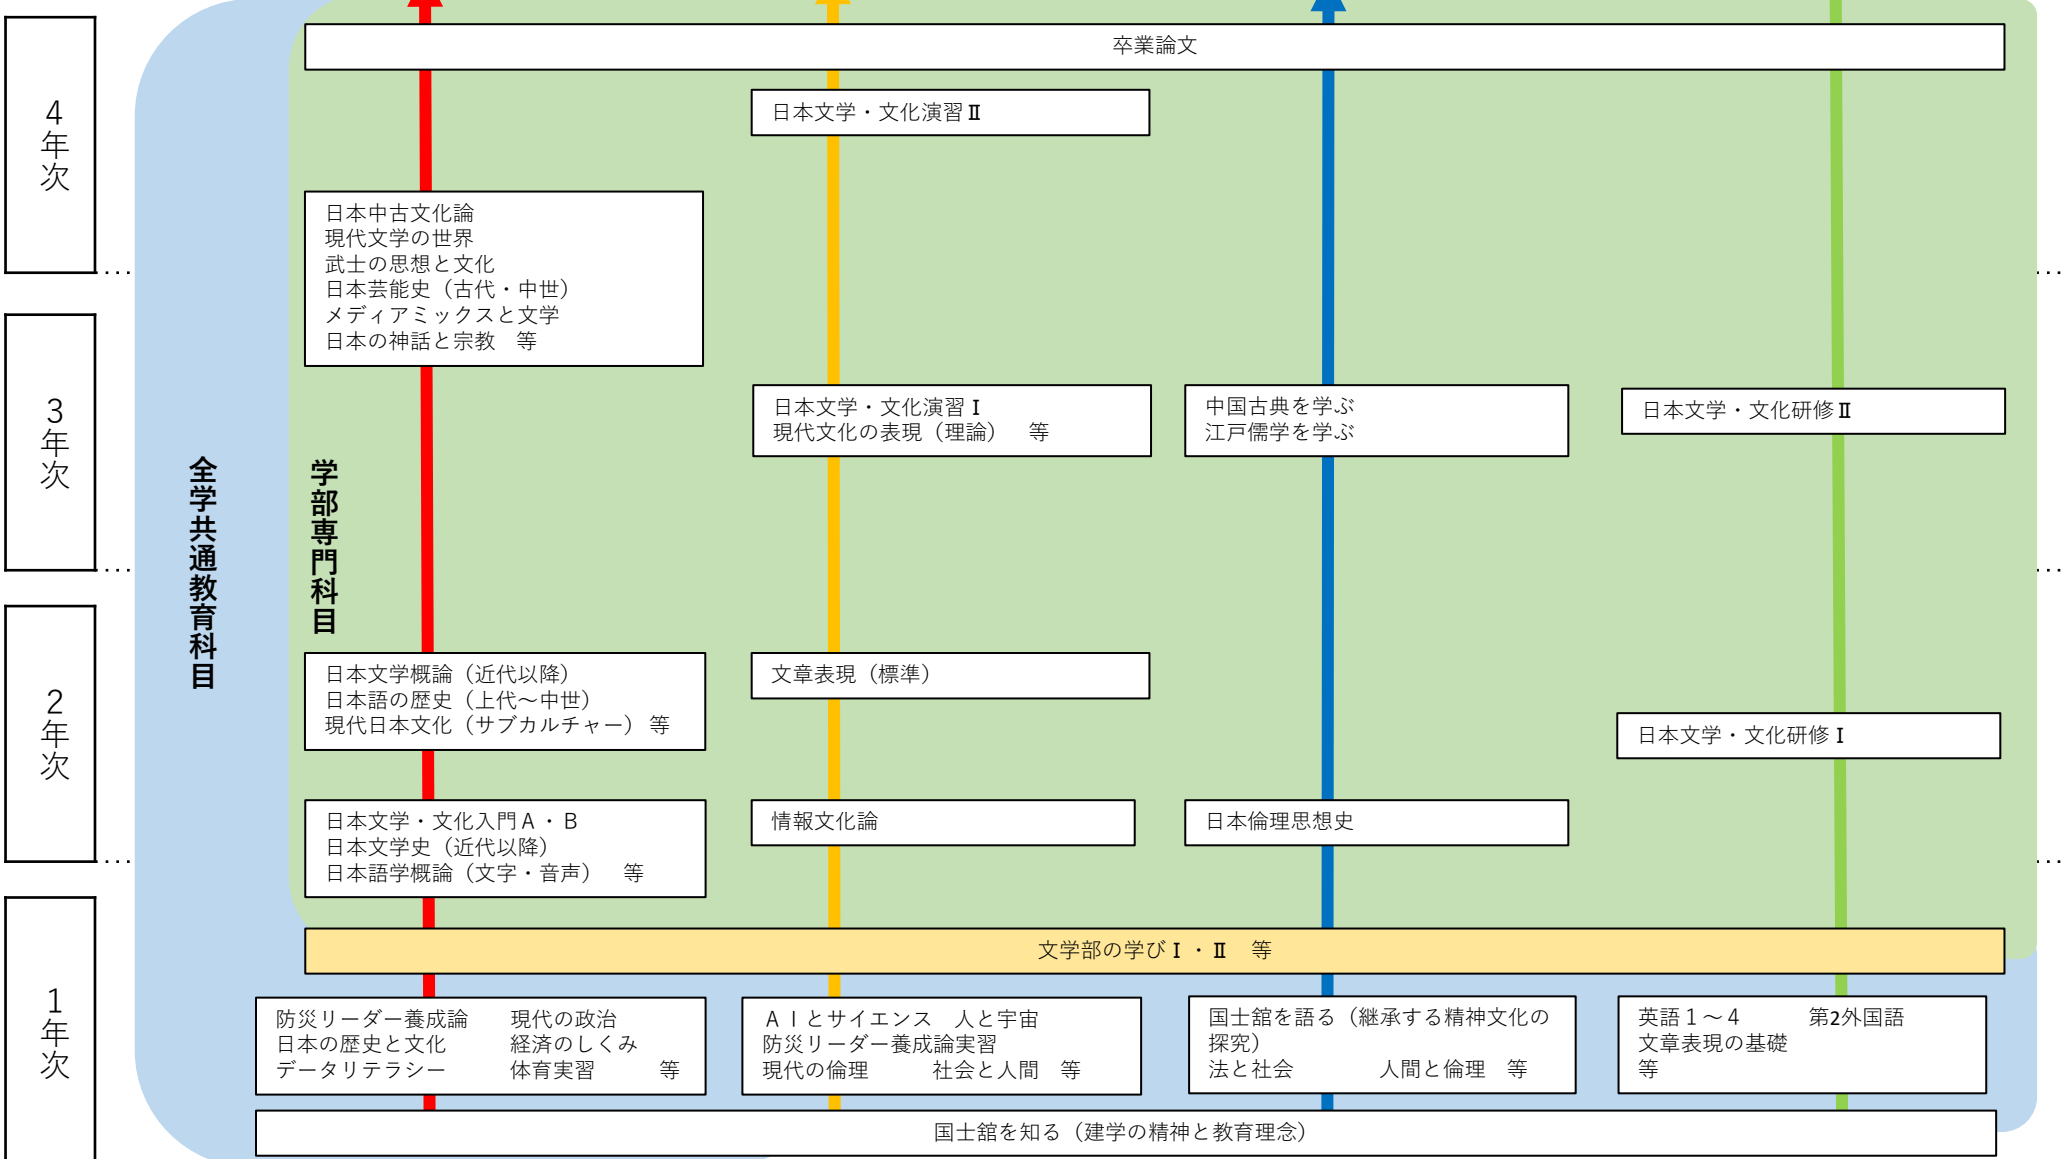 卒業論文
4年次
日本文学・文化演習Ⅱ
日本中古文化論
現代文学の世界
武士の思想と文化
日本芸能史（古代・中世）
メディアミックスと文学
日本の神話と宗教　等
3年次
日本文学・文化演習Ⅰ
現代文化の表現（理論）　等
中国古典を学ぶ
江戸儒学を学ぶ
日本文学・文化研修Ⅱ
全学共通教育科目
学部専門科目
2年次
日本文学概論（近代以降）
日本語の歴史（上代～中世）
現代日本文化（サブカルチャー） 等
文章表現（標準）
日本文学・文化研修Ⅰ
日本文学・文化入門Ａ・Ｂ
日本文学史（近代以降）
日本語学概論（文字・音声）　等
情報文化論
日本倫理思想史
1年次
文学部の学びⅠ・Ⅱ　等
防災リーダー養成論　　現代の政治
日本の歴史と文化　　　経済のしくみ
データリテラシー　　　体育実習　　　等
ＡＩとサイエンス　人と宇宙
防災リーダー養成論実習
現代の倫理　　　社会と人間　等
国士舘を語る（継承する精神文化の
探究）
法と社会　　　　人間と倫理　等
英語１～４　　　第2外国語
文章表現の基礎
等
国士舘を知る（建学の精神と教育理念）